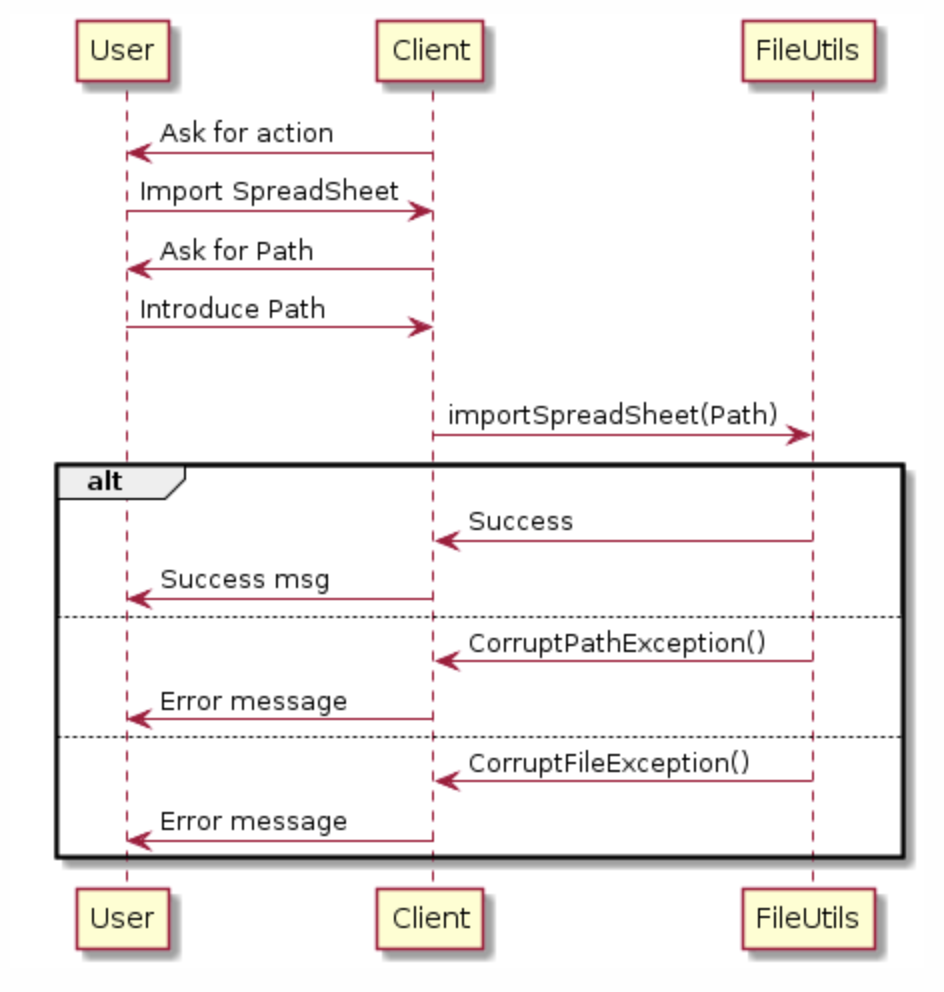 User Client FileUtils
Ask for action
Import SpreadSheet
Ask for Path
Introduce Path
importSpreadSheet(Path)
alt
Success
Success msg
CorruptPathException()
Error message
CorruptFileException()
Error message
User Client FileUtils